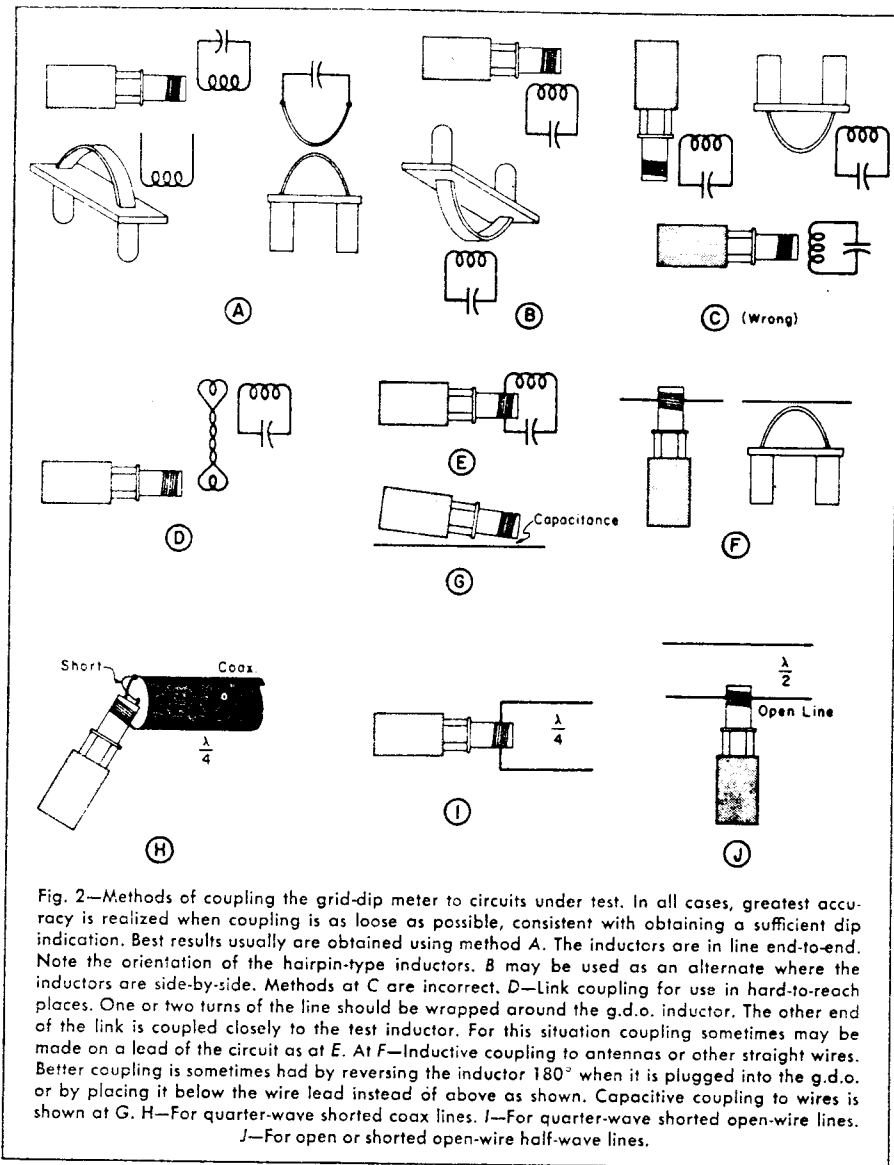 A
B
C (Wrong)
D
E
Capacitance
G
F
Short
Coax.
λ
4
H
λ
4
I
λ
2
Open Line
J
Fig. 2—Methods of coupling the grid-dip meter to circuits under test. In all cases, greatest accu-
racy is realized when coupling is as loose as possible, consistent with obtaining a sufficient dip
indication. Best results usually are obtained using method A. The inductors are in line end-to-end.
Note the orientation of the hairpin-type inductors. B may be used as an alternate where the
inductors are side-by-side. Methods at C are incorrect. D—Link coupling for use in hard-to-reach
places. One or two turns of the line should be wrapped around the g.d.o. inductor. The other end
of the link is coupled closely to the test inductor. For this situation coupling sometimes may be
made on a lead of the circuit as at E. At F—Inductive coupling to antennas or other straight wires.
Better coupling is sometimes had by reversing the inductor 180° when it is plugged into the g.d.o.
or by placing it below the wire lead instead of above as shown. Capacitive coupling to wires is
shown at G. H—For quarter-wave shorted coax lines. I—For quarter-wave shorted open-wire lines.
J—For open or shorted open-wire half-wave lines.